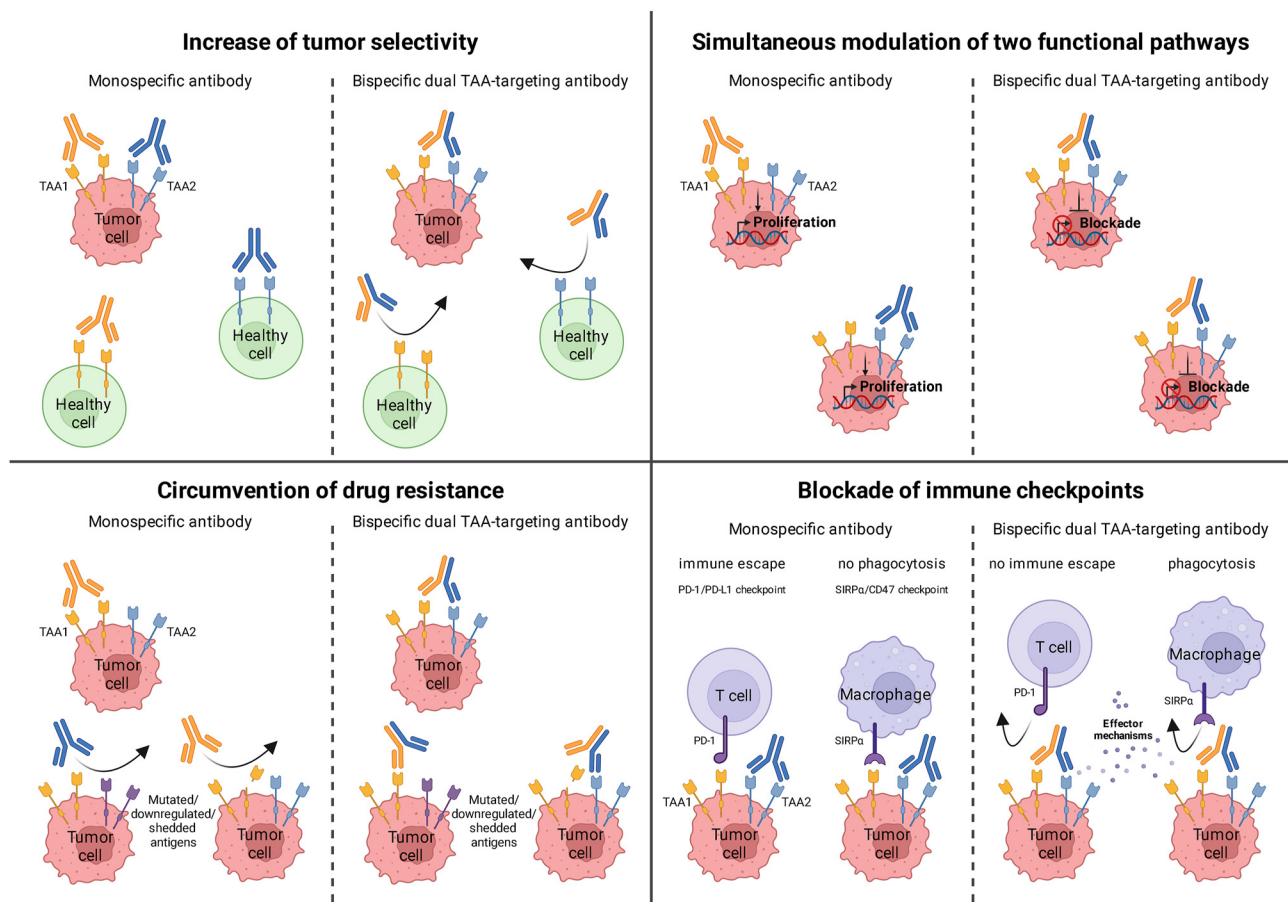 Increase of tumor selectivity
Monospecific antibody
Bispecific dual TAA-targeting antibody
TAA1
TAA2
Tumor
cell
Healthy
cell
Healthy
cell
Tumor
cell
Healthy
cell
Healthy
cell
Simultaneous modulation of two functional pathways
Monospecific antibody
Bispecific dual TAA-targeting antibody
TAA1
TAA2
Proliferation
Proliferation
Blockade
Blockade
Circumvention of drug resistance
Monospecific antibody
Bispecific dual TAA-targeting antibody
TAA1
TAA2
Tumor
cell
Tumor
cell
Mutated/
downregulated/
shedded
antigens
Tumor
cell
Tumor
cell
Tumor
cell
Mutated/
downregulated/
shedded
antigens
Tumor
cell
Blockade of immune checkpoints
Monospecific antibody
Bispecific dual TAA-targeting antibody
immune escape
no phagocytosis
PD-1/PD-L1 checkpoint
SIRPα/CD47 checkpoint
T cell
PD-1
Macrophage
SIRPα
TAA1
TAA2
Tumor
cell
Tumor
cell
no immune escape
phagocytosis
T cell
PD-1
Macrophage
SIRPα
Effector
mechanisms
Tumor
cell
Tumor
cell